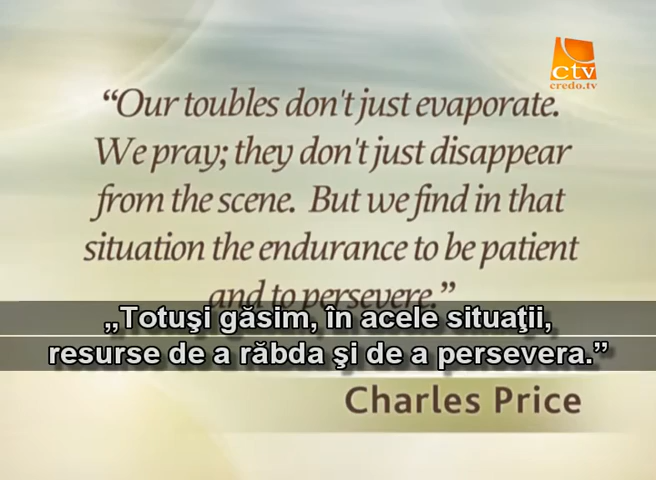 ctv
credo.tv
“Our toubles don't just evaporate.
We pray; they don't just disappear
from the scene. But we find in that
situation the endurance to be patient
and to persevere.”
„Totuşi găsim, în acele situaţii,
resurse de a răbda şi de a persevera.”
Charles Price